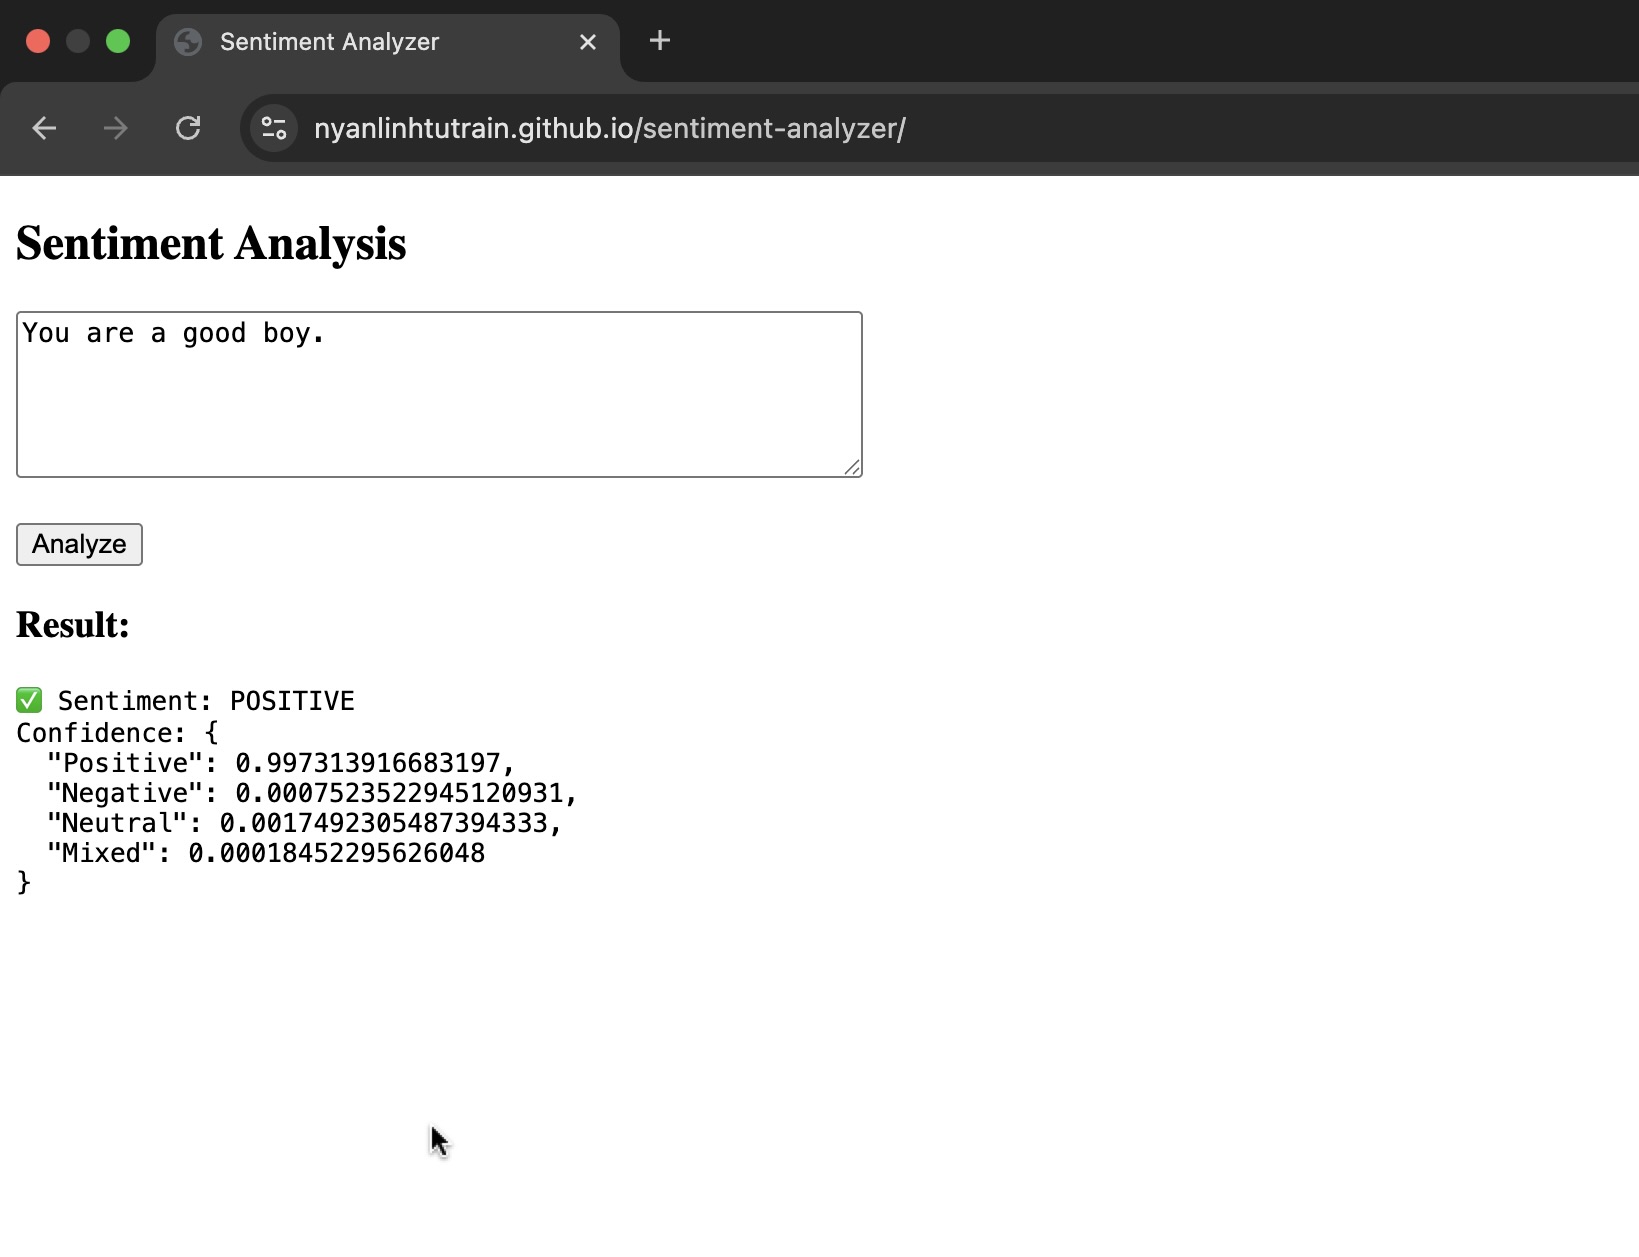 Sentiment Analyzer
nyanlinhtutrain.github.io/sentiment-analyzer/
Sentiment Analysis
You are a good boy.
Analyze
Result:
✅ Sentiment: POSITIVE
Confidence: {
  "Positive": 0.997313916683197,
  "Negative": 0.0007523522945120931,
  "Neutral": 0.0017492305487394333,
  "Mixed": 0.00018452295626048
}